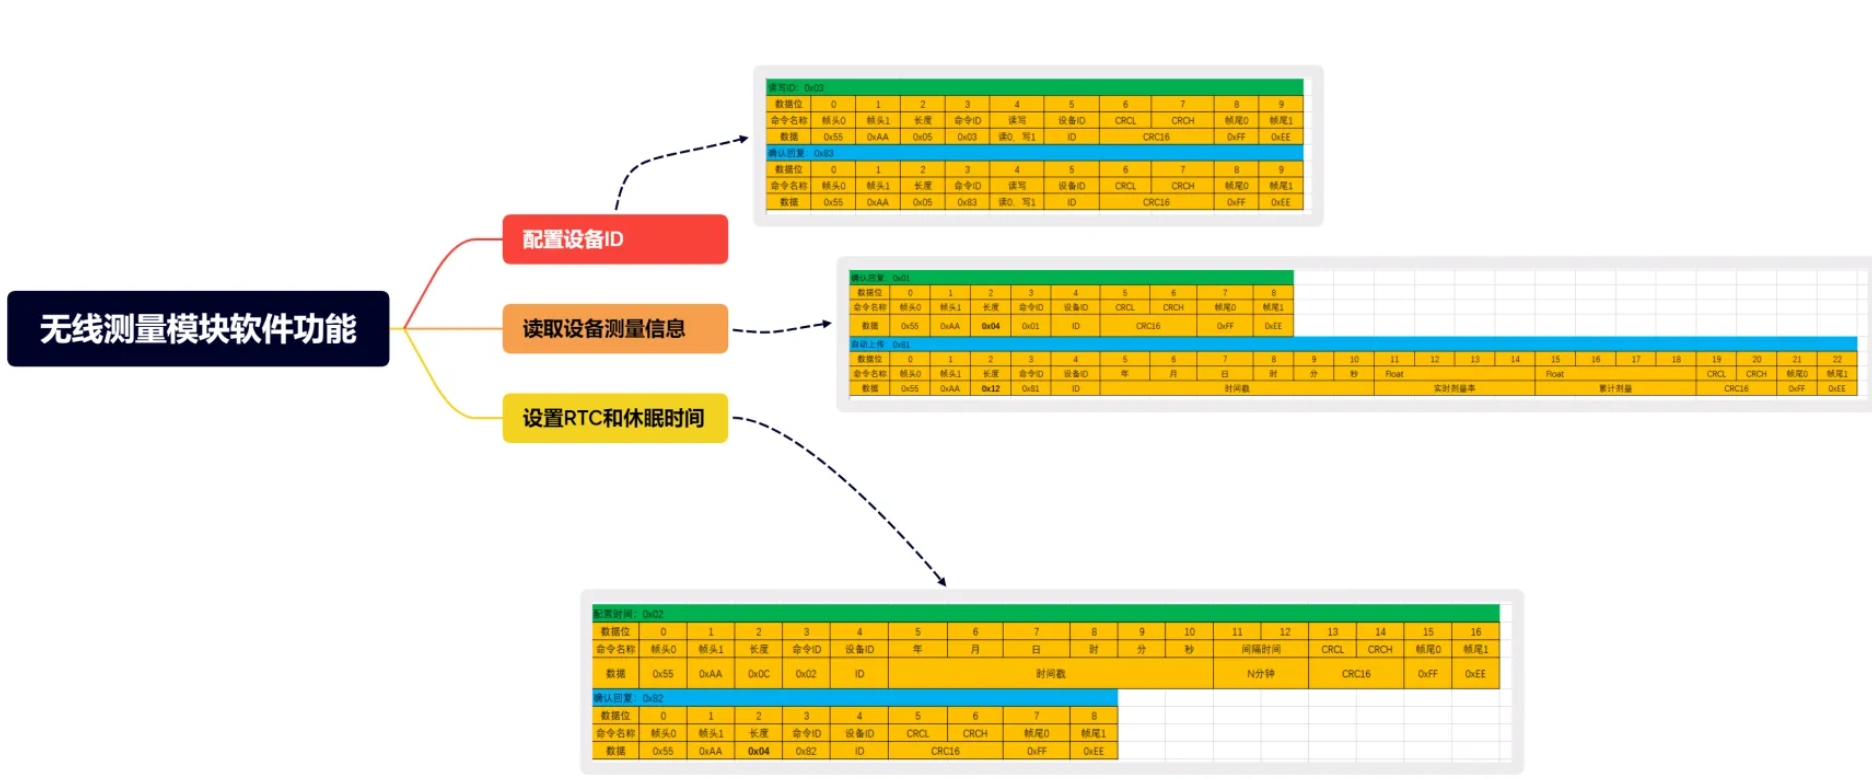 无线测量模块软件功能
配置设备ID
读取设备测量信息
设置RTC和休眠时间
读写ID：0x03
数据位 0 1 2 3 4 5 6 7 8 9
命令名称 帧头0 帧头1 长度 命令ID 读写 设备ID CRCL CRCH 帧尾0 帧尾1
数据 0x55 0xAA 0x05 0x03 读0，写1 ID CRC16 0xFF 0xEE
确认回复：0x83
数据位 0 1 2 3 4 5 6 7 8 9
命令名称 帧头0 帧头1 长度 命令ID 读写 设备ID CRCL CRCH 帧尾0 帧尾1
数据 0x55 0xAA 0x05 0x83 读0，写1 ID CRC16 0xFF 0xEE
确认回复：0x01
数据位 0 1 2 3 4 5 6 7 8
命令名称 帧头0 帧头1 长度 命令ID 设备ID CRCL CRCH 帧尾0 帧尾1
数据 0x55 0xAA 0x04 0x01 ID CRC16 0xFF 0xEE
自动上传：0x81
数据位 0 1 2 3 4 5 6 7 8 9 10 11 12 13 14 15 16 17 18 19 20 21 22
命令名称 帧头0 帧头1 长度 命令ID 设备ID 年 月 日 时 分 秒 Float Float CRCL CRCH 帧尾0 帧尾1
数据 0x55 0xAA 0x12 0x81 ID 时间戳 实时测量率 累计测量 CRC16 0xFF 0xEE
配置时间：0x02
数据位 0 1 2 3 4 5 6 7 8 9 10 11 12 13 14 15 16
命令名称 帧头0 帧头1 长度 命令ID 设备ID 年 月 日 时 分 秒 间隔时间 CRCL CRCH 帧尾0 帧尾1
数据 0x55 0xAA 0x0C 0x02 ID 时间戳 N分钟 CRC16 0xFF 0xEE
确认回复：0x82
数据位 0 1 2 3 4 5 6 7 8
命令名称 帧头0 帧头1 长度 命令ID 设备ID CRCL CRCH 帧尾0 帧尾1
数据 0x55 0xAA 0x04 0x82 ID CRC16 0xFF 0xEE